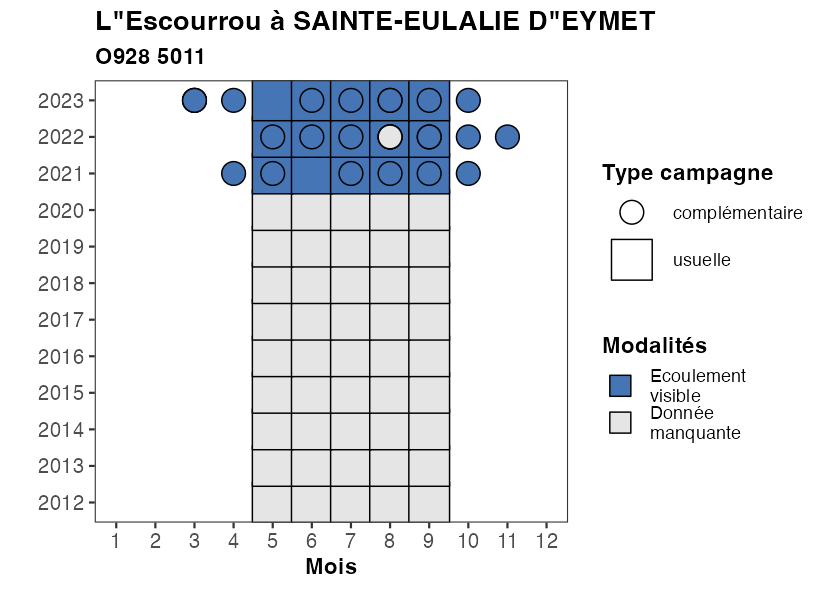 L"Escourrou à SAINTE-EULALIE D"EYMET
O928 5011
2023
2022
2021
2020
2019
2018
2017
2016
2015
2014
2013
2012
1 2 3 4 5 6 7 8 9 10 11 12
Mois
Type campagne
complémentaire
usuelle
Modalités
Ecoulement
visible
Donnée
manquante